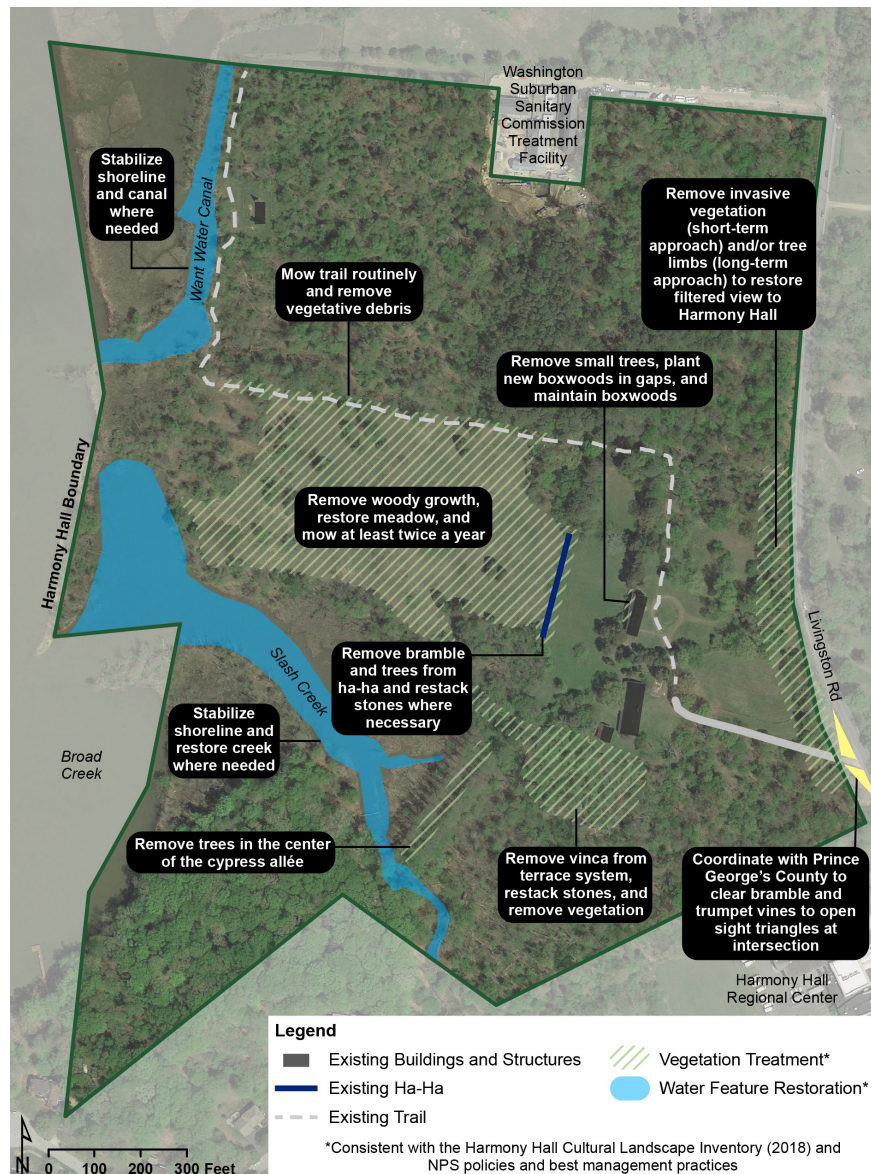 Washington
Suburban
Sanitary
Commission
Treatment
Facility
Stabilize
shoreline
and canal
where
needed
Want Water Canal
Remove invasive
vegetation
(short-term
approach) and/or tree
limbs (long-term
approach) to restore
filtered view to
Harmony Hall
Mow trail routinely
and remove
vegetative debris
Remove small trees, plant
new boxwoods in gaps, and
maintain boxwoods
Harmony Hall Boundary
Remove woody growth,
restore meadow, and
mow at least twice a year
Livingston Rd
Remove bramble
and trees from
ha-ha and restack
stones where
necessary
Slash Creek
Stabilize
shoreline and
restore creek
where needed
Broad
Creek
Remove trees in the center
of the cypress allée
Remove vinca from
terrace system,
restack stones, and
remove vegetation
Coordinate with Prince
George’s County to
clear bramble and
trumpet vines to open
sight triangles at
intersection
Harmony Hall
Regional Center
Legend
Existing Buildings and Structures
Existing Ha-Ha
Existing Trail
Vegetation Treatment*
Water Feature Restoration*
*Consistent with the Harmony Hall Cultural Landscape Inventory (2018) and
NPS policies and best management practices
N
0 100 200 300 Feet